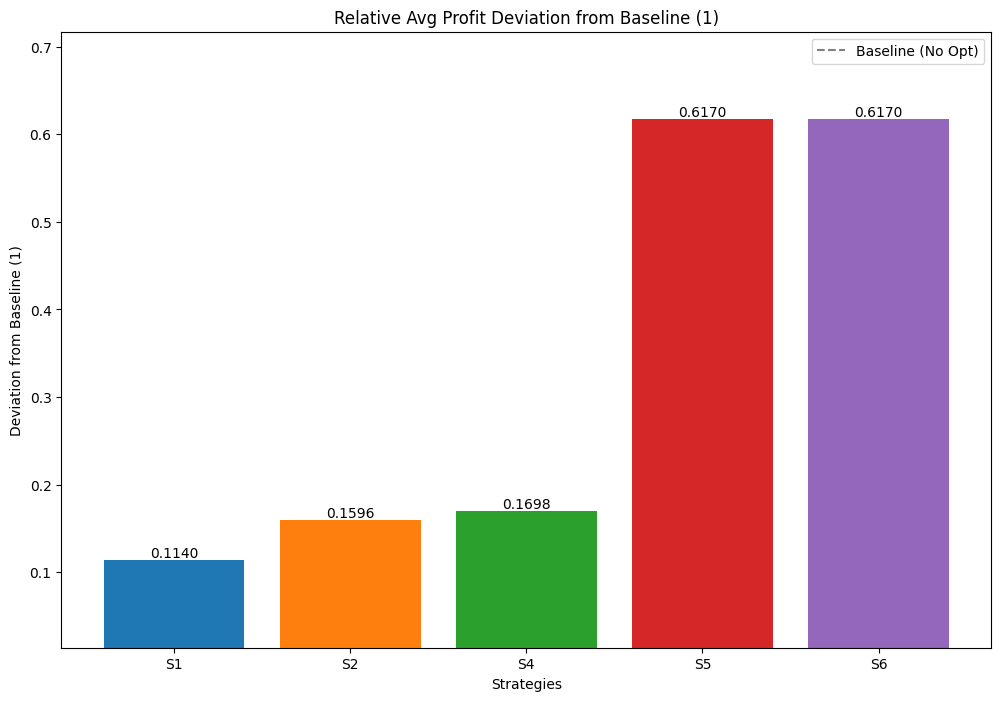 Relative Avg Profit Deviation from Baseline (1)
Baseline (No Opt)
Deviation from Baseline (1)
0.7
0.6
0.5
0.4
0.3
0.2
0.1
0.1140
0.1596
0.1698
0.6170
0.6170
S1
S2
S4
S5
S6
Strategies